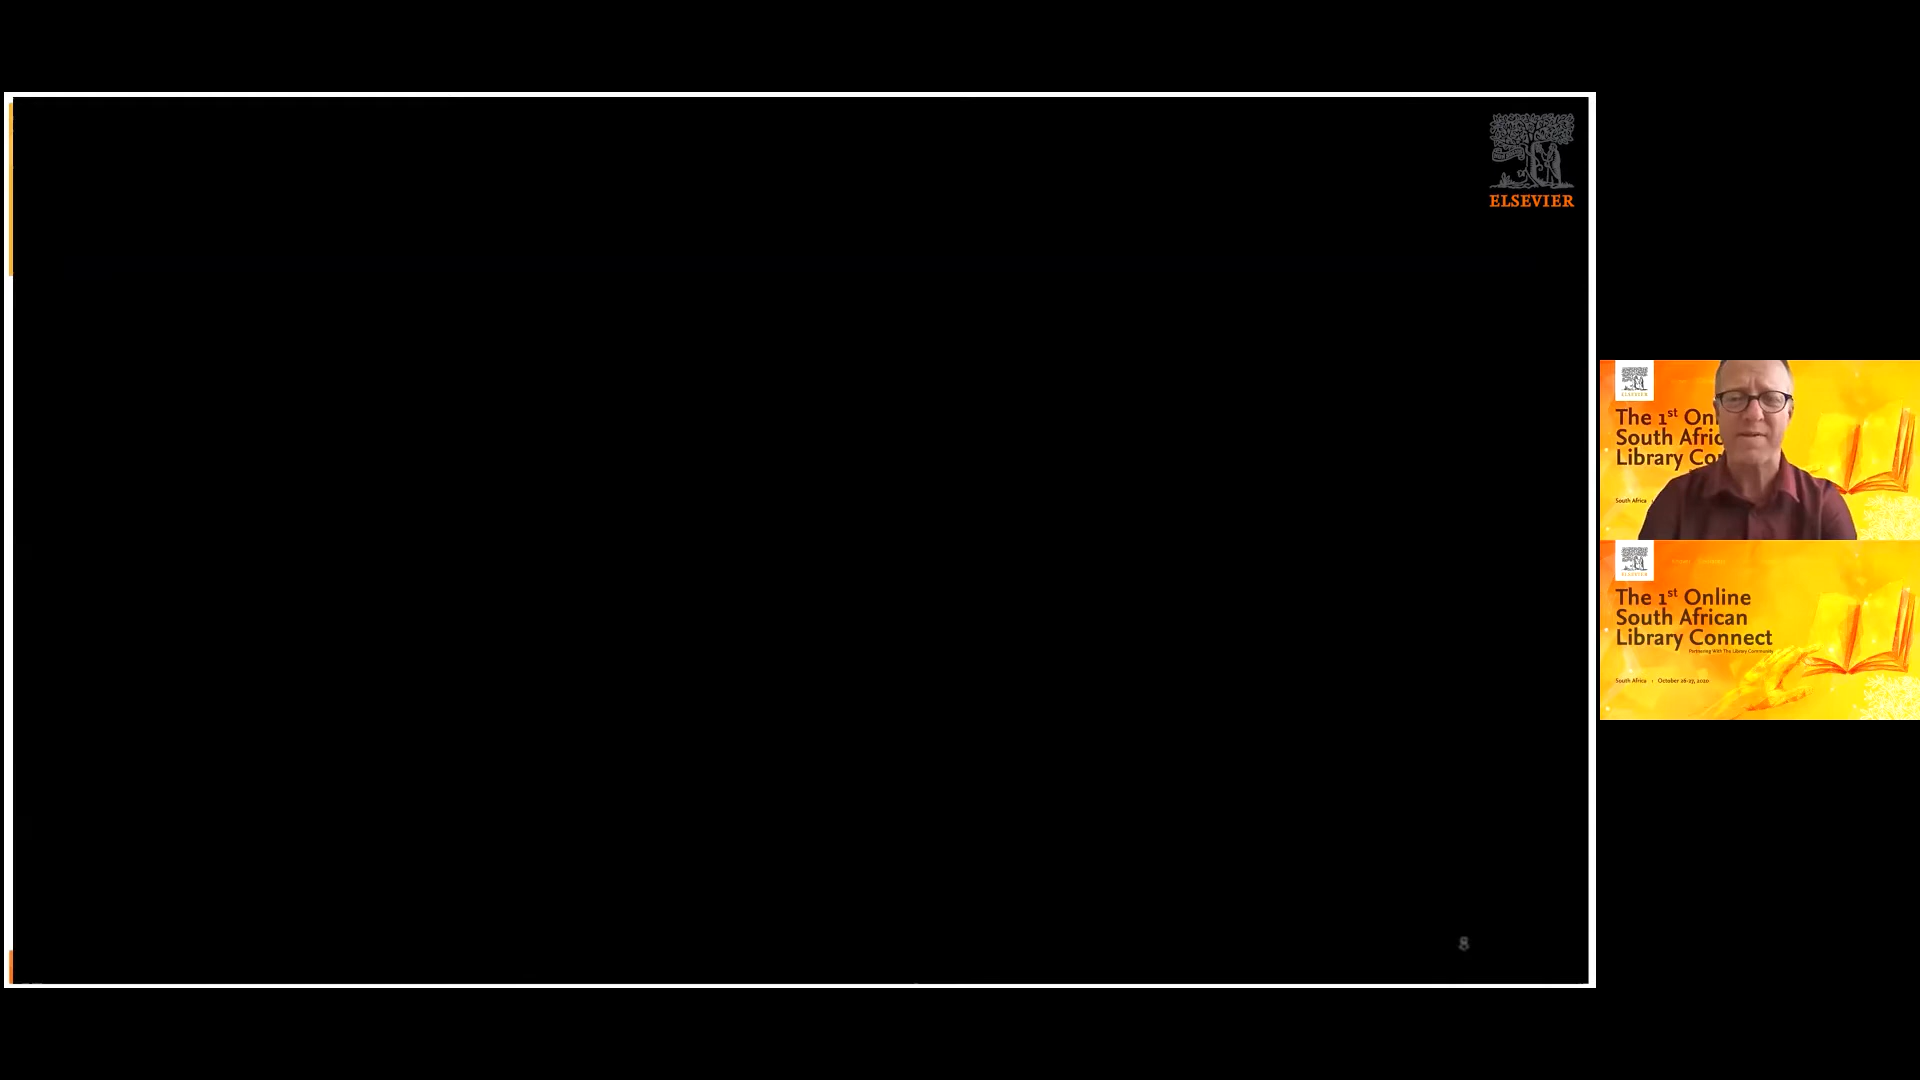 ELSEVIER
8
ELSEVIER
The 1st Onl
South Afric
Library Co
South Africa
ELSEVIER
The 1st Online
South African
Library Connect
Partnering With The Library Community
South Africa • October 26-27, 2020